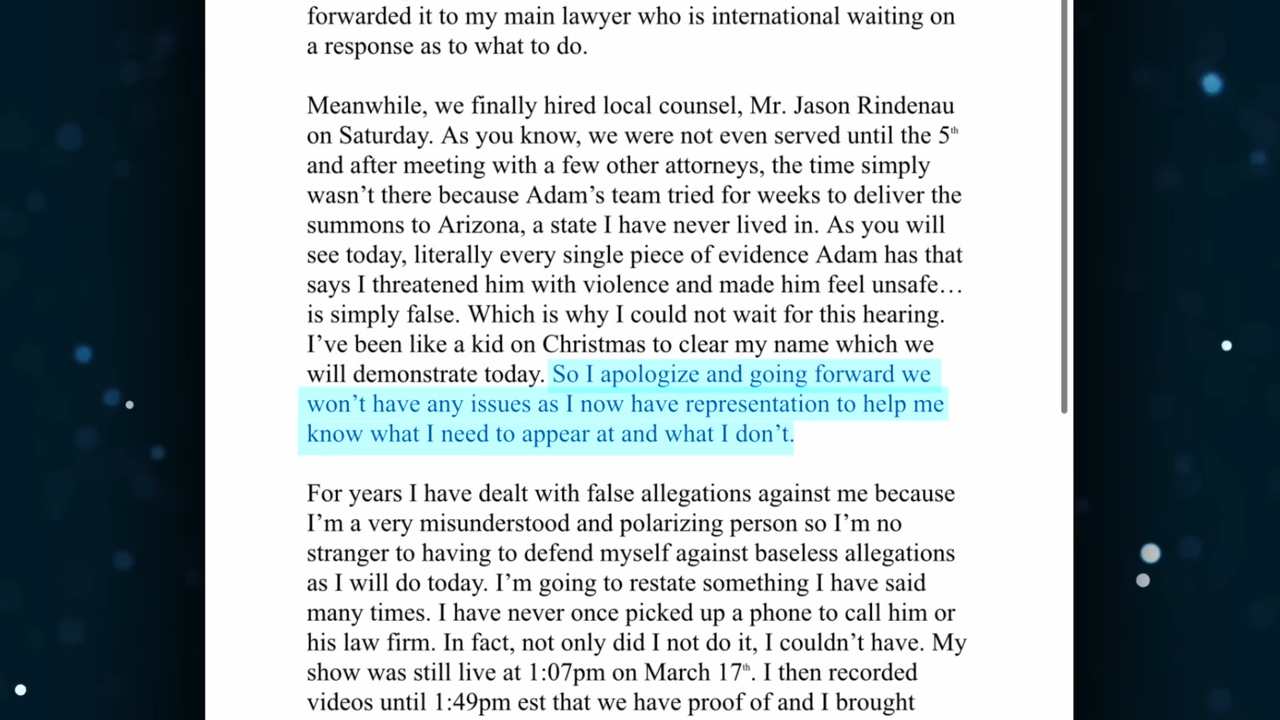 forwarded it to my main lawyer who is international waiting on
a response as to what to do.
Meanwhile, we finally hired local counsel, Mr. Jason Rindenau
on Saturday. As you know, we were not even served until the 5th
and after meeting with a few other attorneys, the time simply
wasn’t there because Adam’s team tried for weeks to deliver the
summons to Arizona, a state I have never lived in. As you will
see today, literally every single piece of evidence Adam has that
says I threatened him with violence and made him feel unsafe…
is simply false. Which is why I could not wait for this hearing.
I’ve been like a kid on Christmas to clear my name which we
will demonstrate today. So I apologize and going forward we
won’t have any issues as I now have representation to help me
know what I need to appear at and what I don’t.
For years I have dealt with false allegations against me because
I’m a very misunderstood and polarizing person so I’m no
stranger to having to defend myself against baseless allegations
as I will do today. I’m going to restate something I have said
many times. I have never once picked up a phone to call him or
his law firm. In fact, not only did I not do it, I couldn’t have. My
show was still live at 1:07pm on March 17th. I then recorded
videos until 1:49pm est that we have proof of and I brought